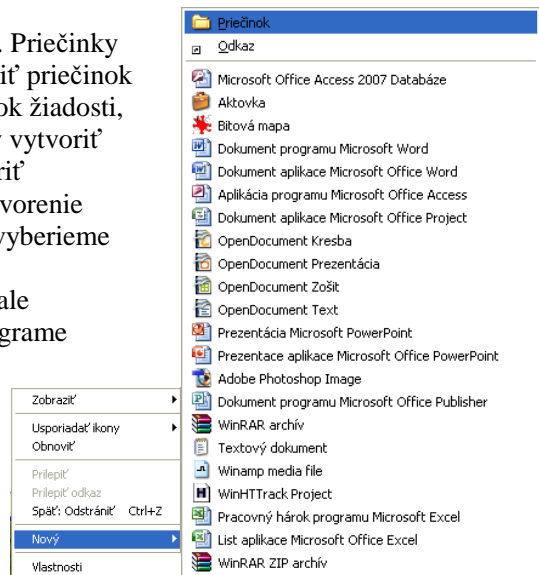 . Priečinky
iť priečinok
ok žiadosti,
vytvoriť
riť
tvorenie
vyberieme
ale
grame
Priečinok
Odkaz
Microsoft Office Access 2007 Databáze
Aktovka
Bitová mapa
Dokument programu Microsoft Word
Dokument aplikace Microsoft Office Word
Aplikácia programu Microsoft Office Access
Dokument aplikace Microsoft Office Project
OpenDocument Kresba
OpenDocument Prezentácia
OpenDocument Zošit
OpenDocument Text
Prezentácia Microsoft PowerPoint
Prezentace aplikace Microsoft Office PowerPoint
Adobe Photoshop Image
Dokument programu Microsoft Office Publisher
WinRAR archív
Textový dokument
Winamp media file
WinHTTrack Project
Pracovný hárok programu Microsoft Excel
List aplikace Microsoft Office Excel
WinRAR ZIP archív
Zobraziť
Usporiadať ikony
Obnoviť
Prilepiť
Prilepiť odkaz
Späť: Odstrániť Ctrl+Z
Nový
Vlastnosti